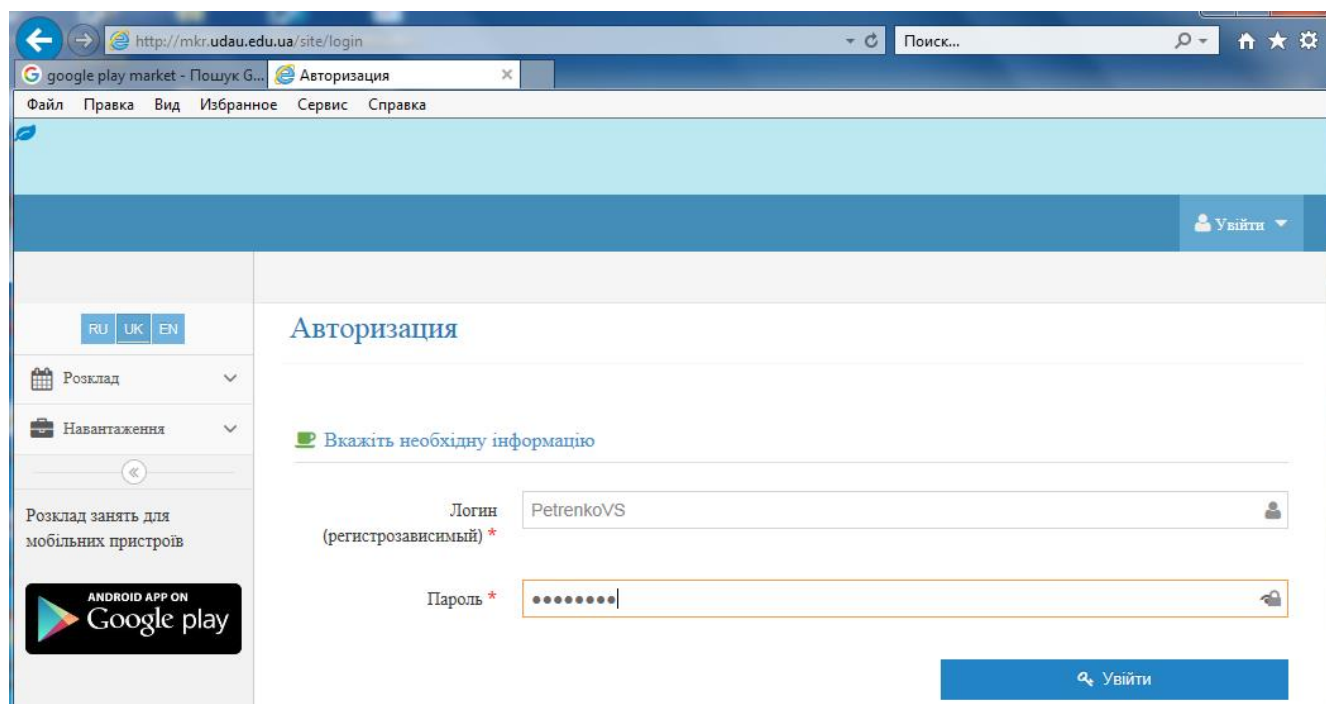 http://mkr.udau.edu.ua/site/login
Поиск...
google play market - Пошук G...
Авторизация
Файл Правка Вид Избранное Сервис Справка
Увійти
RU UK EN
Авторизация
Розклад
Навантаження
Вкажіть необхідну інформацію
Логин
(регистрозависимый) *
PetrenkoVS
Розклад занять для
мобільних пристроїв
Пароль *
ANDROID APP ON
Google play
Увійти